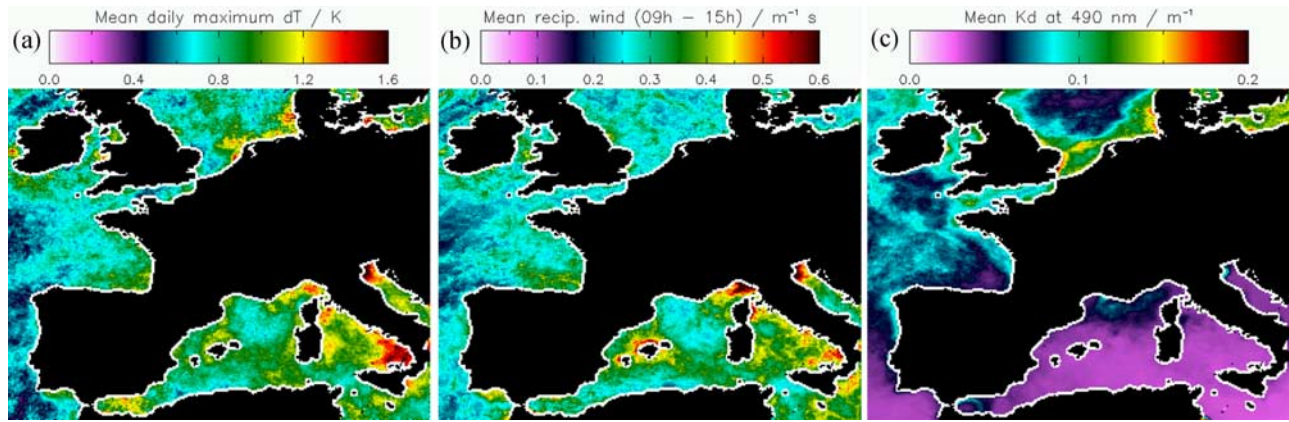 Mean daily maximum dT / K
(a)
0.0 0.4 0.8 1.2 1.6
Mean recip. wind (09h – 15h) / m⁻¹ s
(b)
0.0 0.1 0.2 0.3 0.4 0.5 0.6
Mean Kd at 490 nm / m⁻¹
(c)
0.0 0.1 0.2